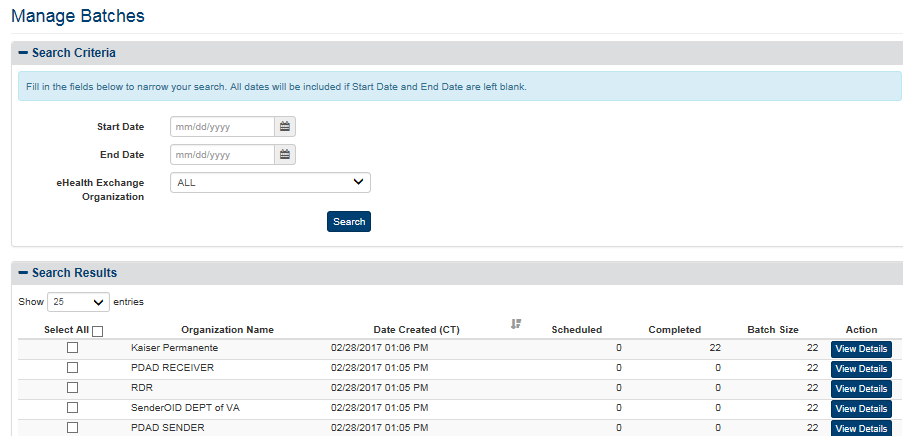 Manage Batches
Search Criteria
Fill in the fields below to narrow your search. All dates will be included if Start Date and End Date are left blank.
Start Date mm/dd/yyyy
End Date mm/dd/yyyy
eHealth Exchange ALL
Organization
Search
Search Results
Show 25 entries
Select All Organization Name Date Created (CT) Scheduled Completed Batch Size Action
Kaiser Permanente 02/28/2017 01:06 PM 0 22 22 View Details
PDAD RECEIVER 02/28/2017 01:05 PM 0 0 22 View Details
RDR 02/28/2017 01:05 PM 0 0 22 View Details
SenderOID DEPT of VA 02/28/2017 01:05 PM 0 0 22 View Details
PDAD SENDER 02/28/2017 01:05 PM 0 0 22 View Details